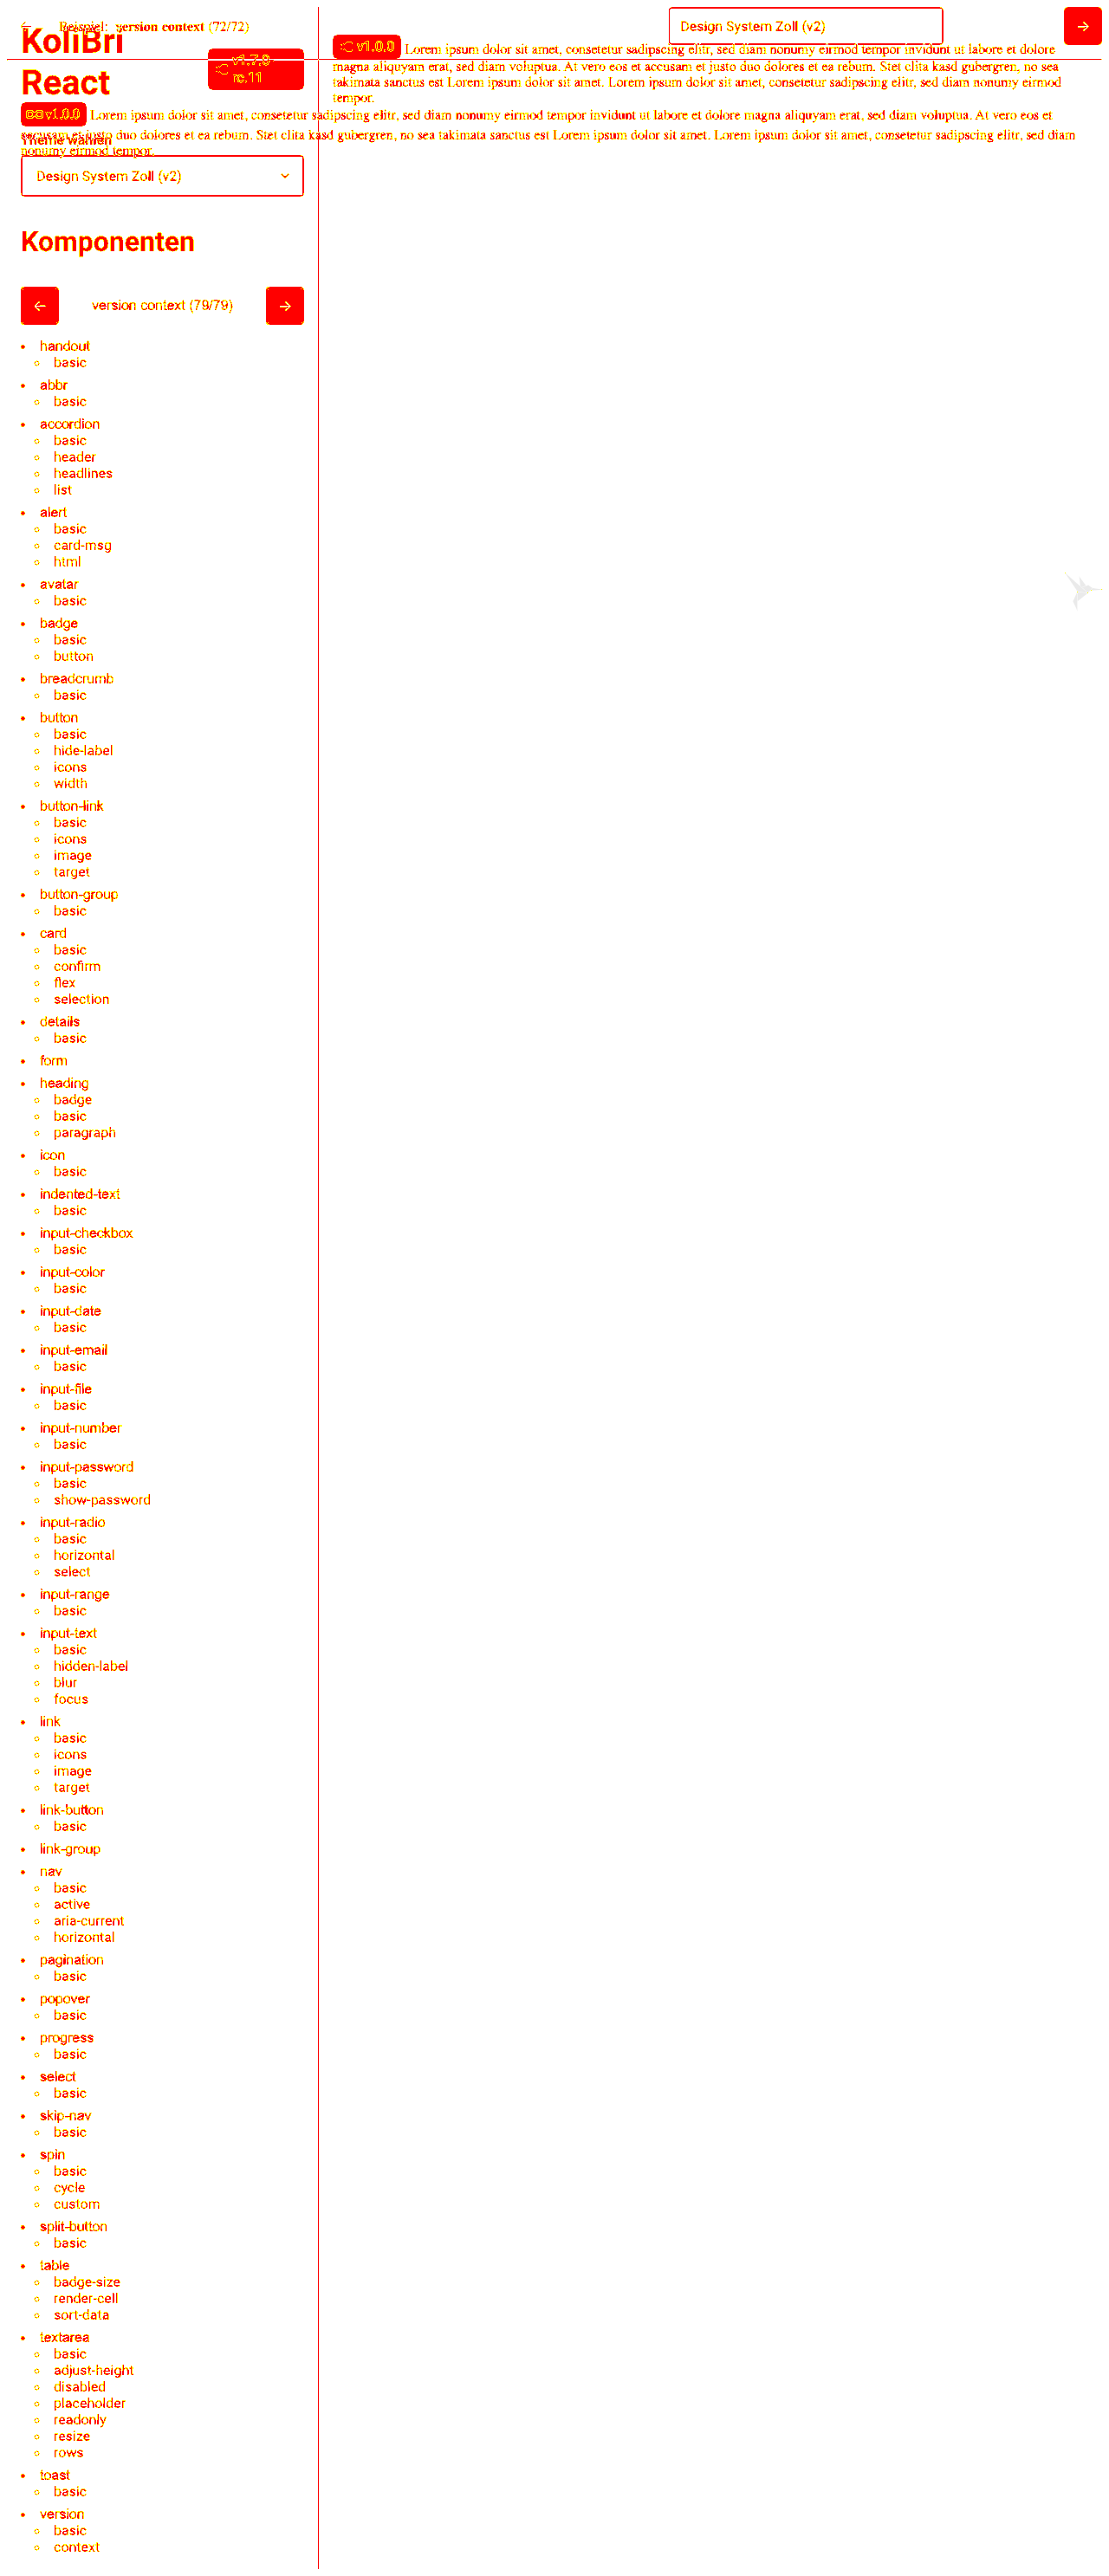 ← Beispiel: version context (72/72)
Design System Zoll (v2)
→
KoliBri
React
v1.7.0-
rc.11
v1.0.0 Lorem ipsum dolor sit amet, consetetur sadipscing elitr, sed diam nonumy eirmod tempor invidunt ut labore et dolore
magna aliquyam erat, sed diam voluptua. At vero eos et accusam et justo duo dolores et ea rebum. Stet clita kasd gubergren, no sea
takimata sanctus est Lorem ipsum dolor sit amet. Lorem ipsum dolor sit amet, consetetur sadipscing elitr, sed diam nonumy eirmod
tempor.
v1.0.0 Lorem ipsum dolor sit amet, consetetur sadipscing elitr, sed diam nonumy eirmod tempor invidunt ut labore et dolore magna aliquyam erat, sed diam voluptua. At vero eos et
accusam et justo duo dolores et ea rebum. Stet clita kasd gubergren, no sea takimata sanctus est Lorem ipsum dolor sit amet. Lorem ipsum dolor sit amet, consetetur sadipscing elitr, sed diam
nonumy eirmod tempor.
Theme wählen
Design System Zoll (v2)
Komponenten
← version context (79/79) →
handout
basic
abbr
basic
accordion
basic
header
headlines
list
alert
basic
card-msg
html
avatar
basic
badge
basic
button
breadcrumb
basic
button
basic
hide-label
icons
width
button-link
basic
icons
image
target
button-group
basic
card
basic
confirm
flex
selection
details
basic
form
heading
badge
basic
paragraph
icon
basic
indented-text
basic
input-checkbox
basic
input-color
basic
input-date
basic
input-email
basic
input-file
basic
input-number
basic
input-password
basic
show-password
input-radio
basic
horizontal
select
input-range
basic
input-text
basic
hidden-label
blur
focus
link
basic
icons
image
target
link-button
basic
link-group
nav
basic
active
aria-current
horizontal
pagination
basic
popover
basic
progress
basic
select
basic
skip-nav
basic
spin
basic
cycle
custom
split-button
basic
table
badge-size
render-cell
sort-data
textarea
basic
adjust-height
disabled
placeholder
readonly
resize
rows
toast
basic
version
basic
context